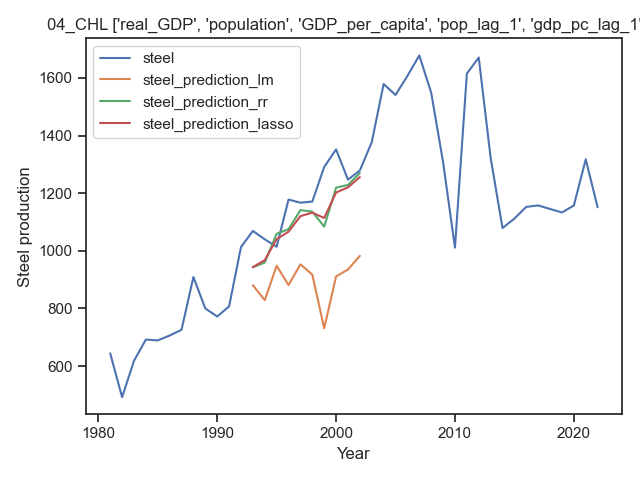 04_CHL ['real_GDP', 'population', 'GDP_per_capita', 'pop_lag_1', 'gdp_pc_lag_1'
steel
steel_prediction_lm
steel_prediction_rr
steel_prediction_lasso
Steel production
1600
1400
1200
1000
800
600
1980 1990 2000 2010 2020
Year